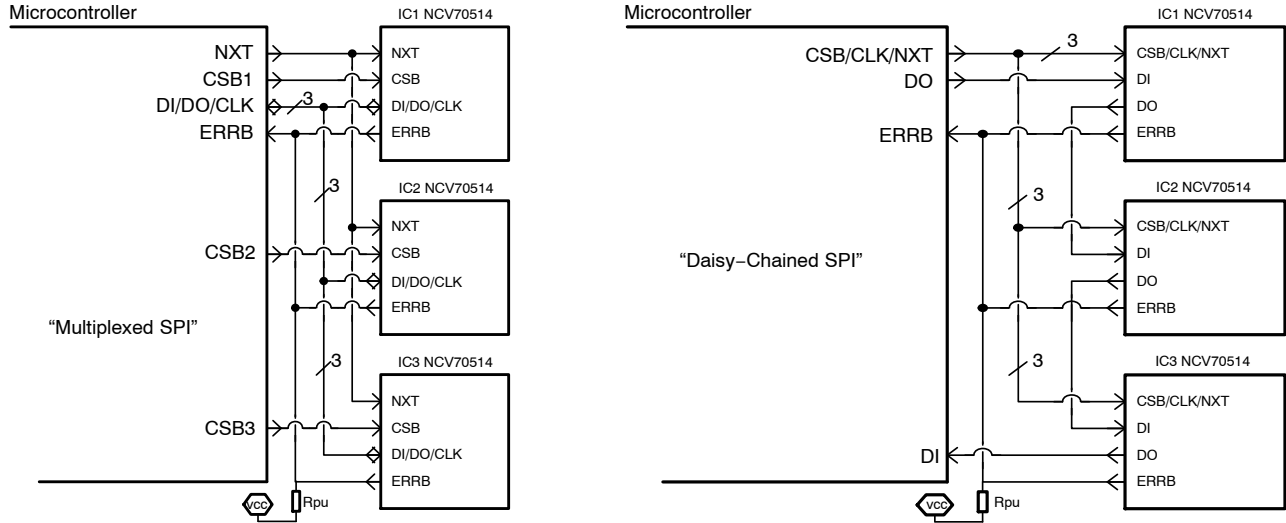 Microcontroller
IC1 NCV70514
NXT
NXT
CSB1
CSB
DI/DO/CLK
3
DI/DO/CLK
ERRB
ERRB
3
IC2 NCV70514
NXT
CSB2
CSB
DI/DO/CLK
ERRB
“Multiplexed SPI”
3
IC3 NCV70514
NXT
CSB3
CSB
DI/DO/CLK
ERRB
VCC
Rpu
Microcontroller
IC1 NCV70514
CSB/CLK/NXT
3
CSB/CLK/NXT
DO
DI
DO
ERRB
ERRB
3
IC2 NCV70514
CSB/CLK/NXT
“Daisy−Chained SPI”
DI
DO
ERRB
3
IC3 NCV70514
CSB/CLK/NXT
DI
DI
DO
ERRB
VCC
Rpu